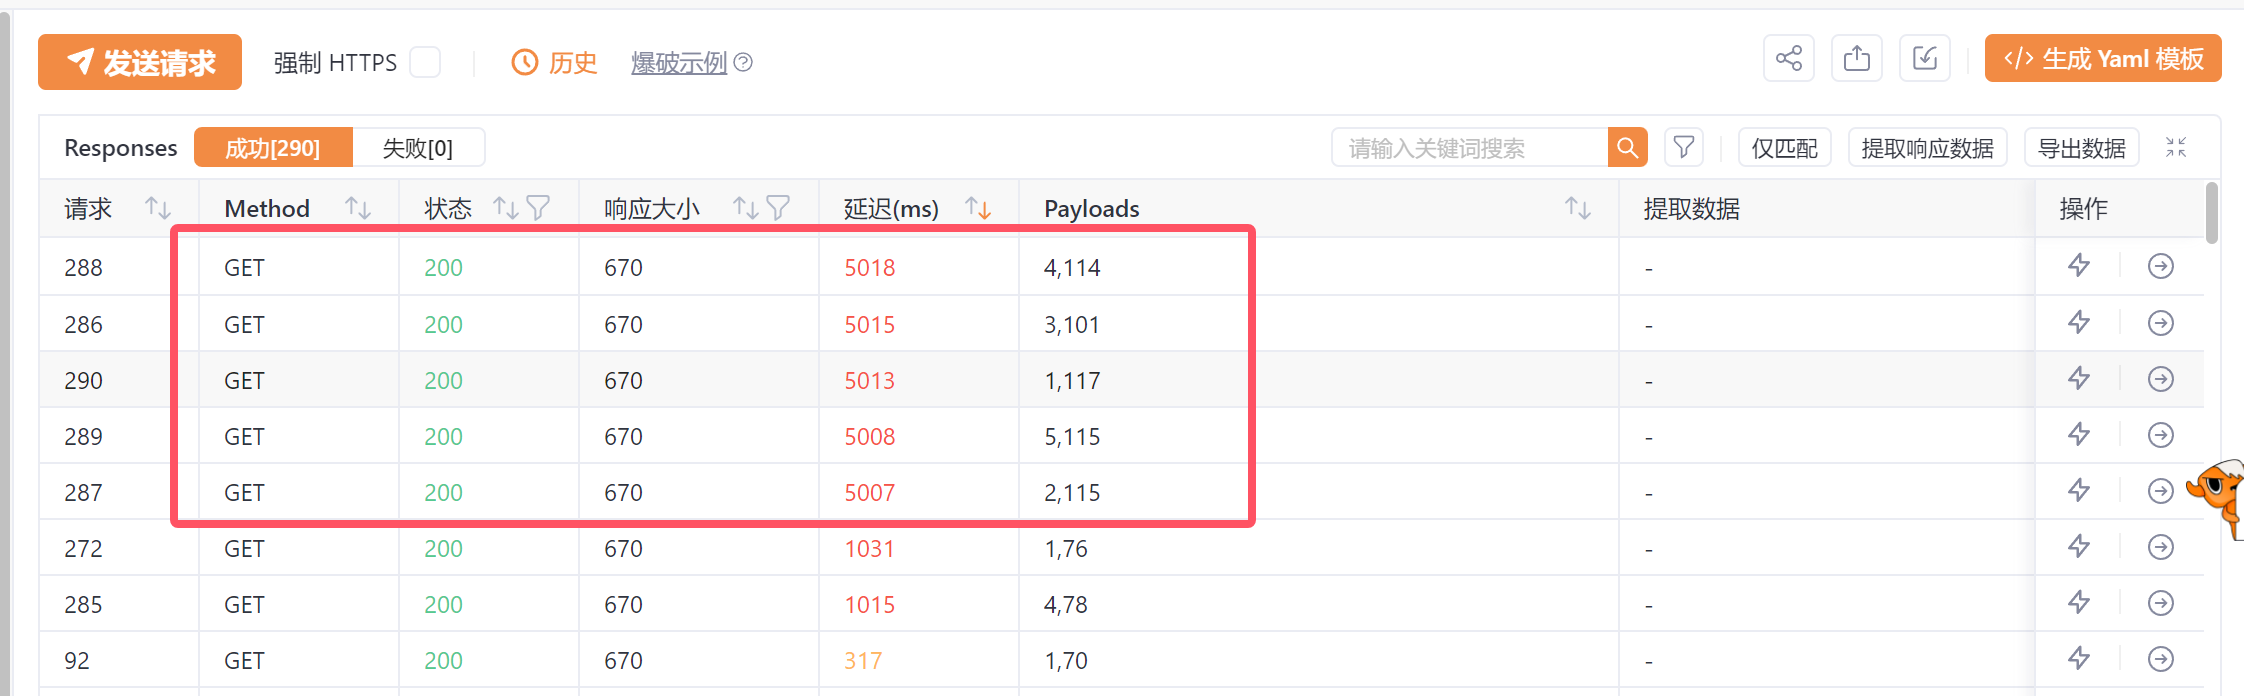 发送请求 强制 HTTPS 历史 爆破示例 生成 Yaml 模板
Responses 成功[290] 失败[0] 请输入关键词搜索 仅匹配 提取响应数据 导出数据
请求 Method 状态 响应大小 延迟(ms) Payloads 提取数据 操作
288 GET 200 670 5018 4,114 -
286 GET 200 670 5015 3,101 -
290 GET 200 670 5013 1,117 -
289 GET 200 670 5008 5,115 -
287 GET 200 670 5007 2,115 -
272 GET 200 670 1031 1,76 -
285 GET 200 670 1015 4,78 -
92 GET 200 670 317 1,70 -